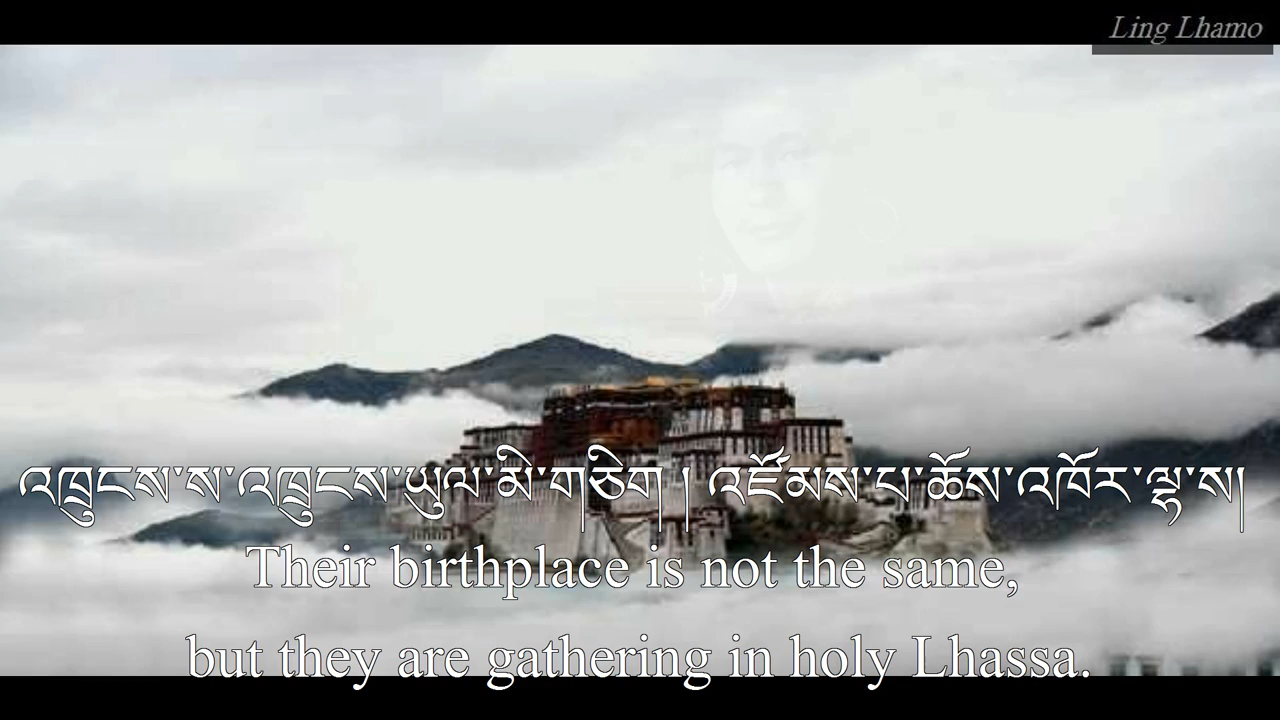 Ling Lhamo
འཁྲུངས་ས་འཁྲུངས་ཡུལ་མི་གཅིག ། འཛོམས་པ་ཆོས་འཁོར་ལྷ་ས།
Their birthplace is not the same,
but they are gathering in holy Lhassa.